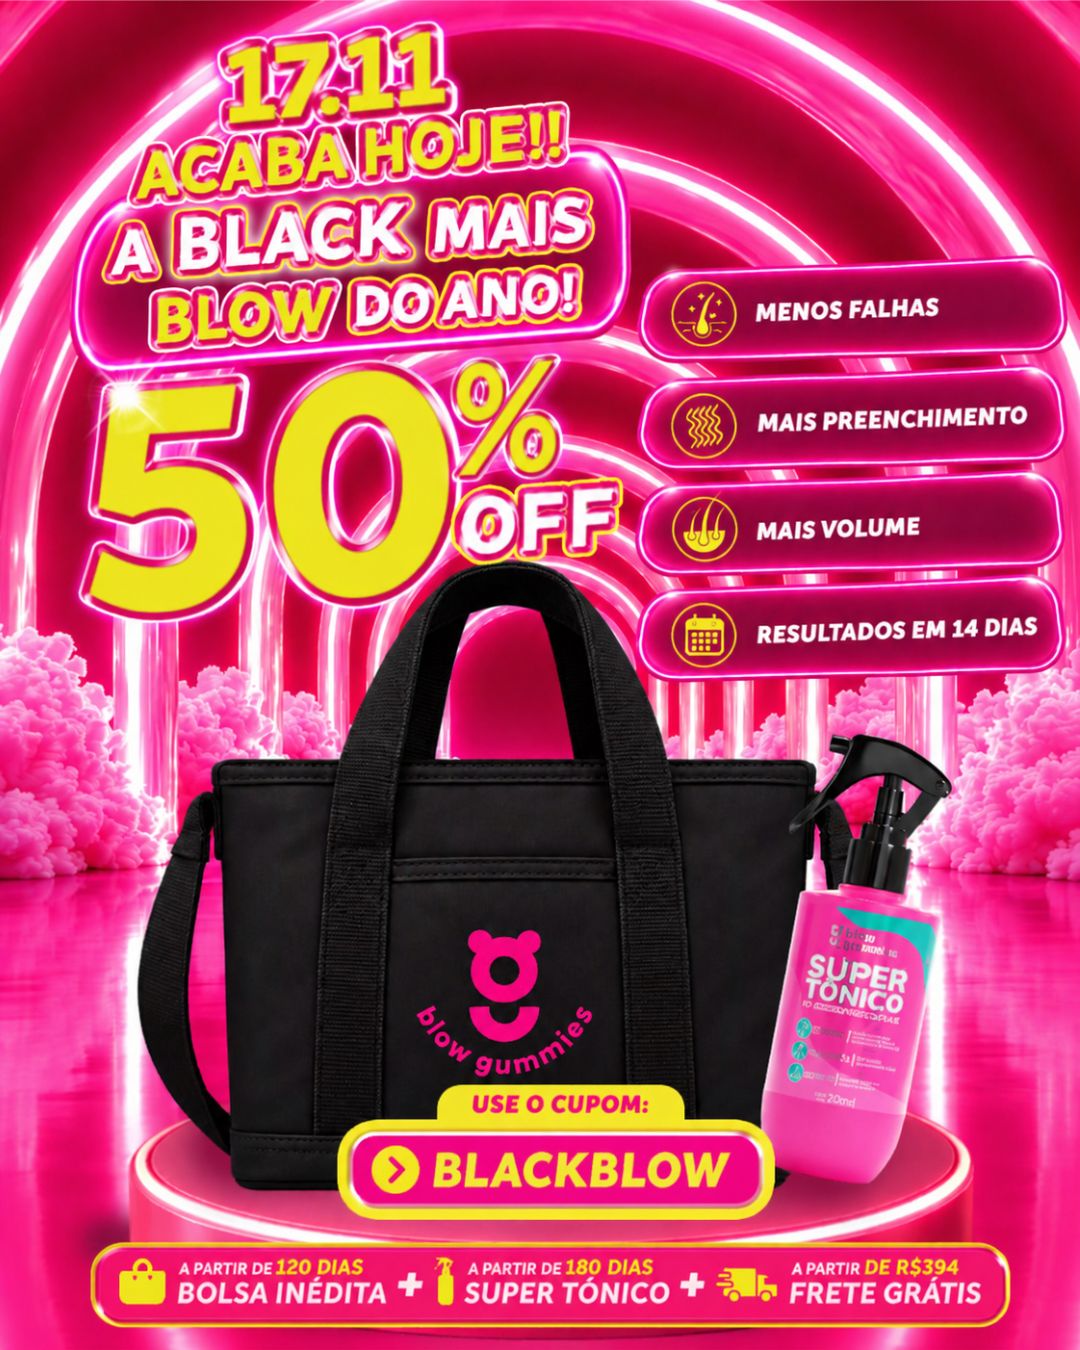 17.11
ACABA HOJE!!
A BLACK MAIS
BLOW DO ANO!
50%
OFF
MENOS FALHAS
MAIS PREENCHIMENTO
MAIS VOLUME
RESULTADOS EM 14 DIAS
blow gummies
SUPER
TÔNICO
20ml
USE O CUPOM:
BLACKBLOW
A PARTIR DE 120 DIAS
BOLSA INÉDITA
+
A PARTIR DE 180 DIAS
SUPER TÓNICO
+
A PARTIR DE R$394
FRETE GRÁTIS